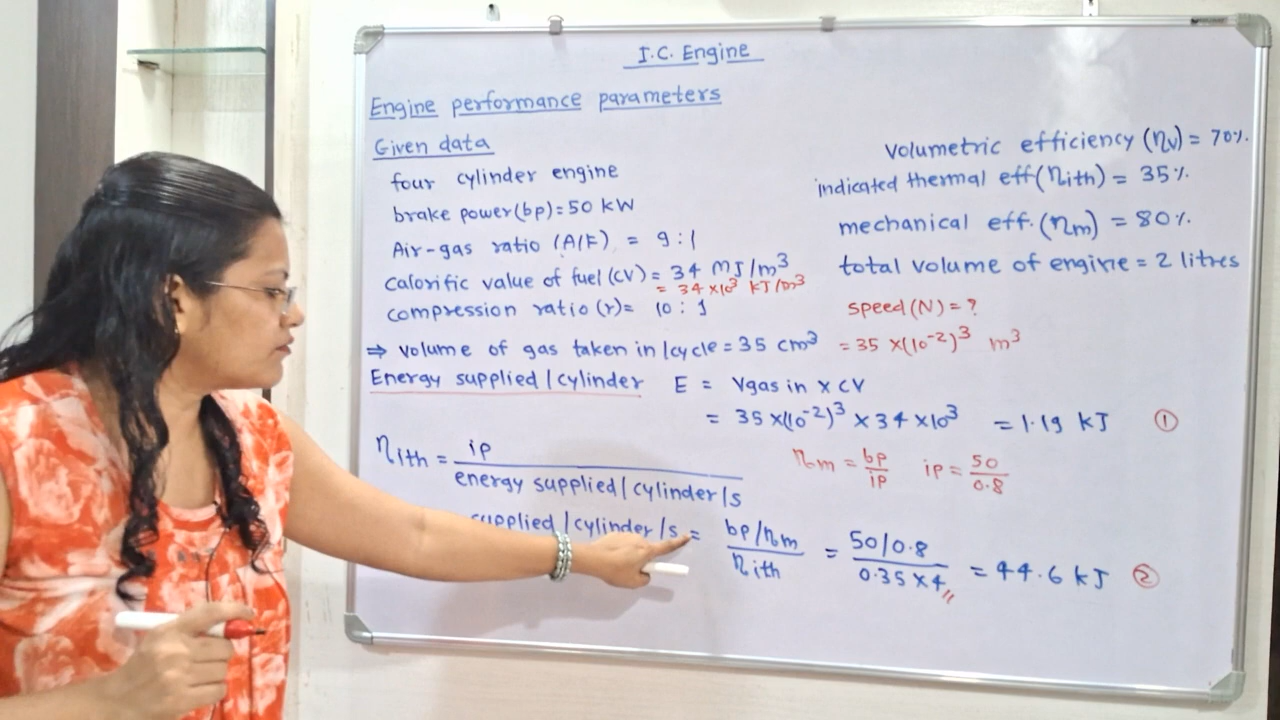 I.C. Engine
Engine performance parameters
Given data
four cylinder engine
brake power(bp)=50 kW
Air-gas ratio (A/F) = 9:1
Calorific value of fuel (CV) = 34 MJ/m³
= 34 ×10³ kJ/m³
compression ratio (r)= 10 : 1
volumetric efficiency (ηv) = 70%
indicated thermal eff(ηith) = 35%
mechanical eff. (ηm) = 80%
total volume of engine = 2 litres
speed (N) = ?
⇒ volume of gas taken in/cycle = 35 cm³ = 35 ×(10⁻²)³ m³
Energy supplied/cylinder E = Vgas in × CV
= 35 ×(10⁻²)³ × 34 ×10³ = 1.19 kJ ①
ηith = ip / energy supplied/cylinder/s
ηm = bp/ip ip = 50/0.8
supplied/cylinder/s = bp/ηm / ηith = 50/0.8 / 0.35 × 4 = 44.6 kJ ②